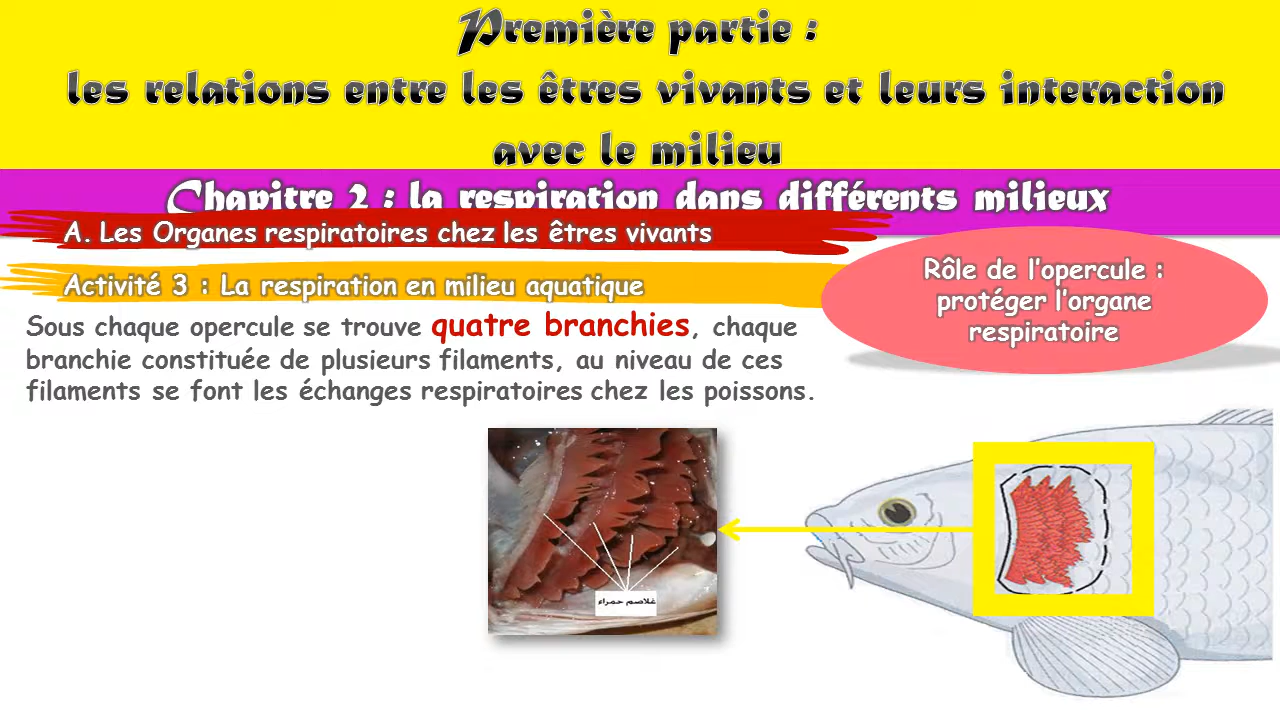 Première partie :
les relations entre les êtres vivants et leurs interaction
avec le milieu
Chapitre 2 : la respiration dans différents milieux
A. Les Organes respiratoires chez les êtres vivants
Activité 3 : La respiration en milieu aquatique
Rôle de l'opercule :
protéger l'organe
respiratoire
Sous chaque opercule se trouve quatre branchies, chaque
branchie constituée de plusieurs filaments, au niveau de ces
filaments se font les échanges respiratoires chez les poissons.
غلاصم حمراء